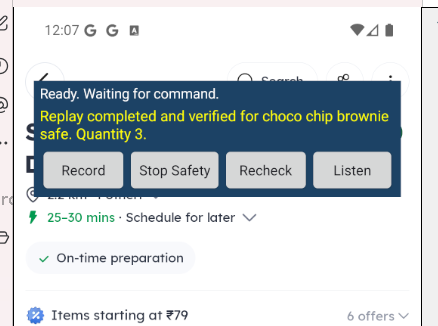 12:07 G G A
Search
Ready. Waiting for command.
Replay completed and verified for choco chip brownie
safe. Quantity 3.
Record Stop Safety Recheck Listen
25–30 mins · Schedule for later
On-time preparation
Items starting at ₹79 6 offers